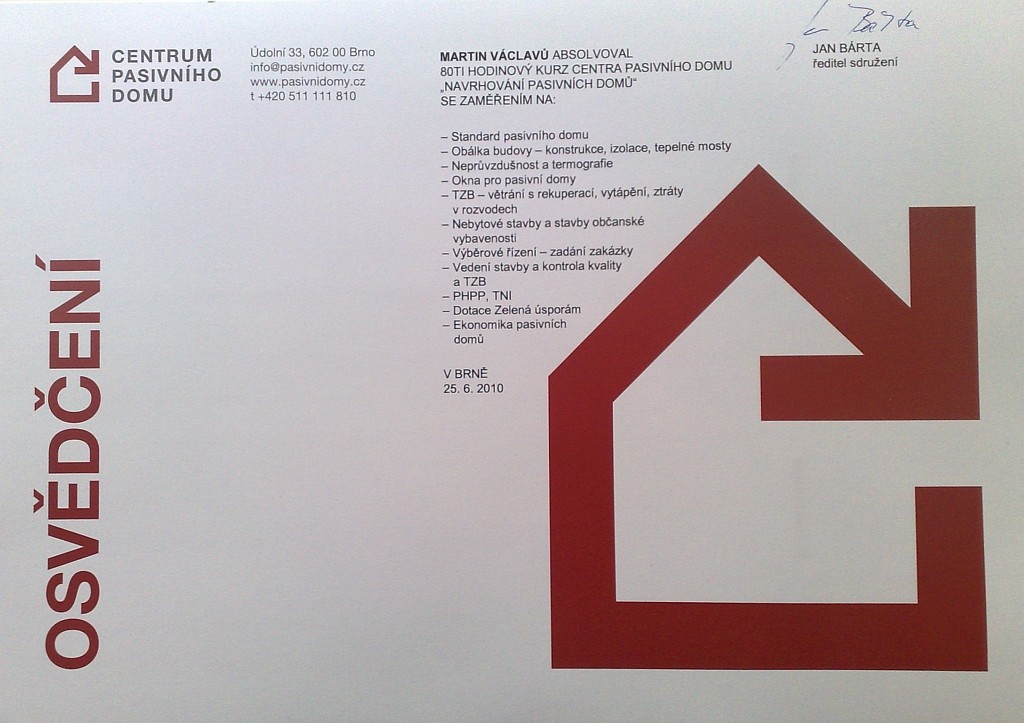 CENTRUM
PASIVNÍHO
DOMU
Údolní 33, 602 00 Brno
info@pasivnidomy.cz
www.pasivnidomy.cz
t +420 511 111 810
MARTIN VÁCLAVŮ ABSOLVOVAL
80TI HODINOVÝ KURZ CENTRA PASIVNÍHO DOMU
„NAVRHOVÁNÍ PASIVNÍCH DOMŮ“
SE ZAMĚŘENÍM NA:
– Standard pasivního domu
– Obálka budovy – konstrukce, izolace, tepelné mosty
– Neprůvzdušnost a termografie
– Okna pro pasivní domy
– TZB – větrání s rekuperací, vytápění, ztráty
v rozvodech
– Nebytové stavby a stavby občanské
vybavenosti
– Výběrové řízení – zadání zakázky
– Vedení stavby a kontrola kvality
a TZB
– PHPP, TNI
– Dotace Zelená úsporám
– Ekonomika pasivních
domů
V BRNĚ
25. 6. 2010
Bárta
JAN BÁRTA
ředitel sdružení
OSVĚDČENÍ